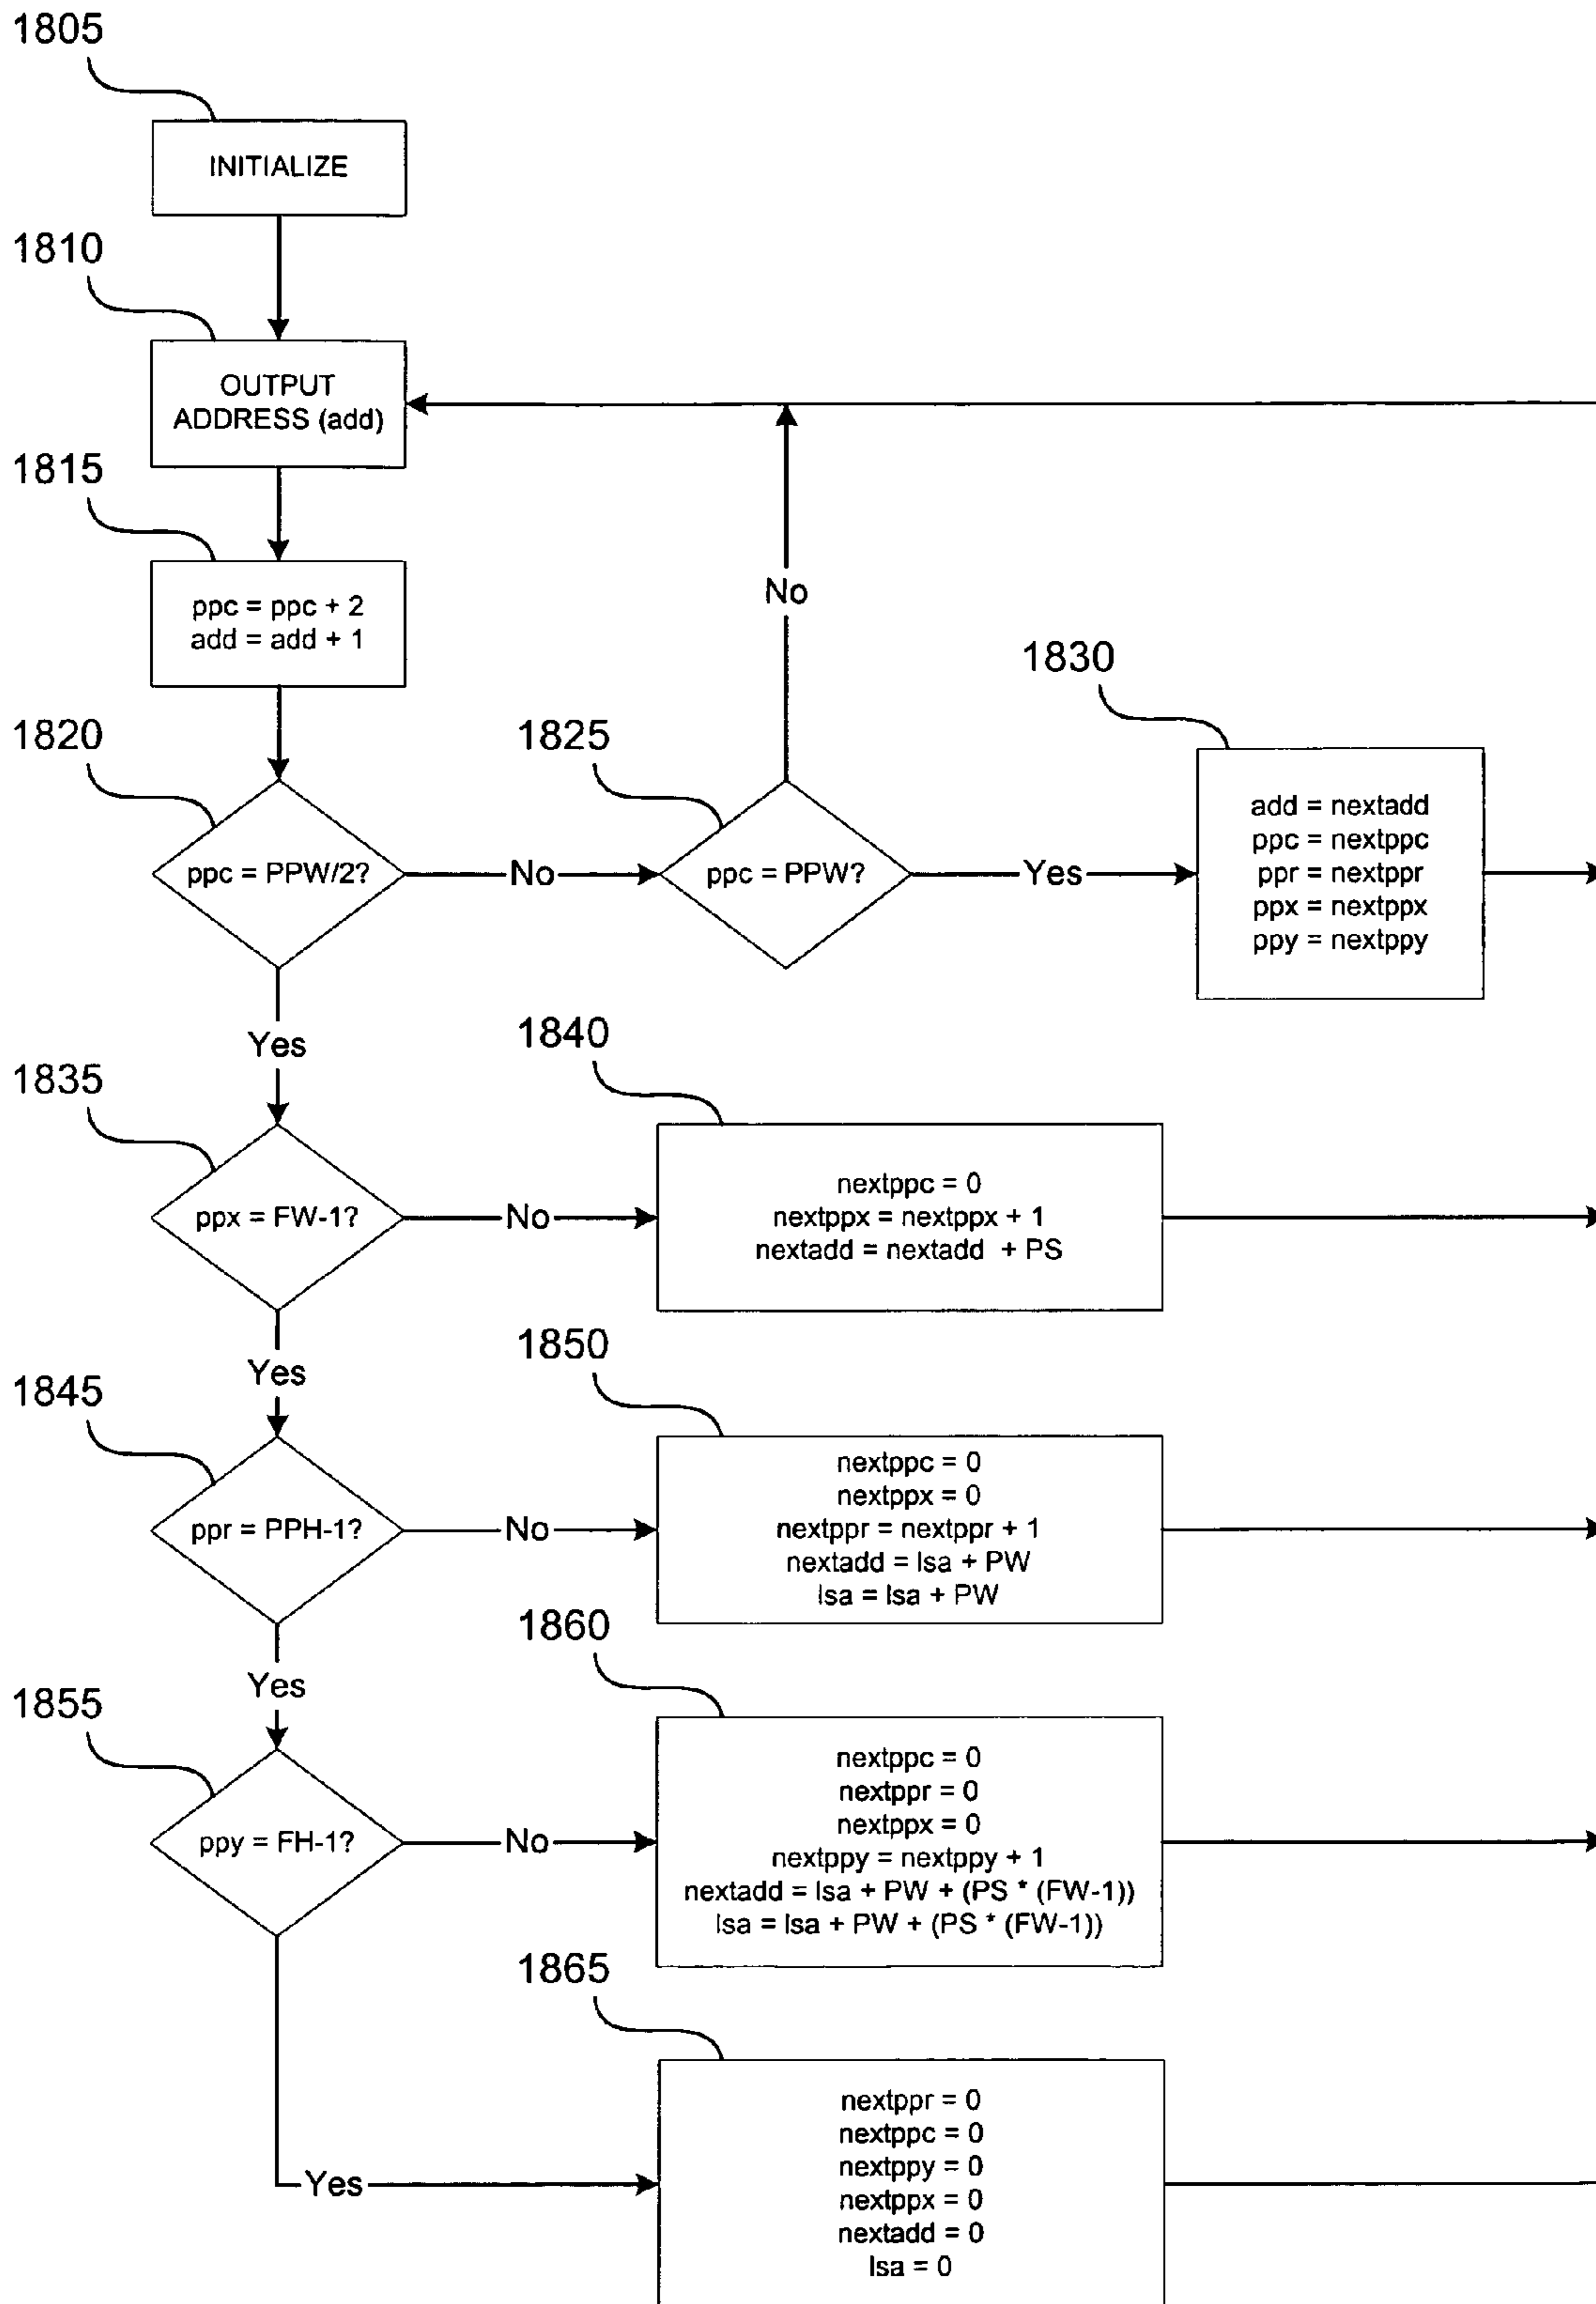 1805
INITIALIZE
1810
OUTPUT
ADDRESS (add)
1815
ppc = ppc + 2
add = add + 1
No
1820
ppc = PPW/2?
No
1825
ppc = PPW?
Yes
1830
add = nextadd
ppc = nextppc
ppr = nextppr
ppx = nextppx
ppy = nextppy
Yes
1835
ppx = FW-1?
No
1840
nextppc = 0
nextppx = nextppx + 1
nextadd = nextadd + PS
Yes
1845
ppr = PPH-1?
No
1850
nextppc = 0
nextppx = 0
nextppr = nextppr + 1
nextadd = lsa + PW
lsa = lsa + PW
Yes
1855
ppy = FH-1?
No
1860
nextppc = 0
nextppr = 0
nextppx = 0
nextppy = nextppy + 1
nextadd = lsa + PW + (PS * (FW-1))
lsa = lsa + PW + (PS * (FW-1))
Yes
1865
nextppr = 0
nextppc = 0
nextppy = 0
nextppx = 0
nextadd = 0
lsa = 0